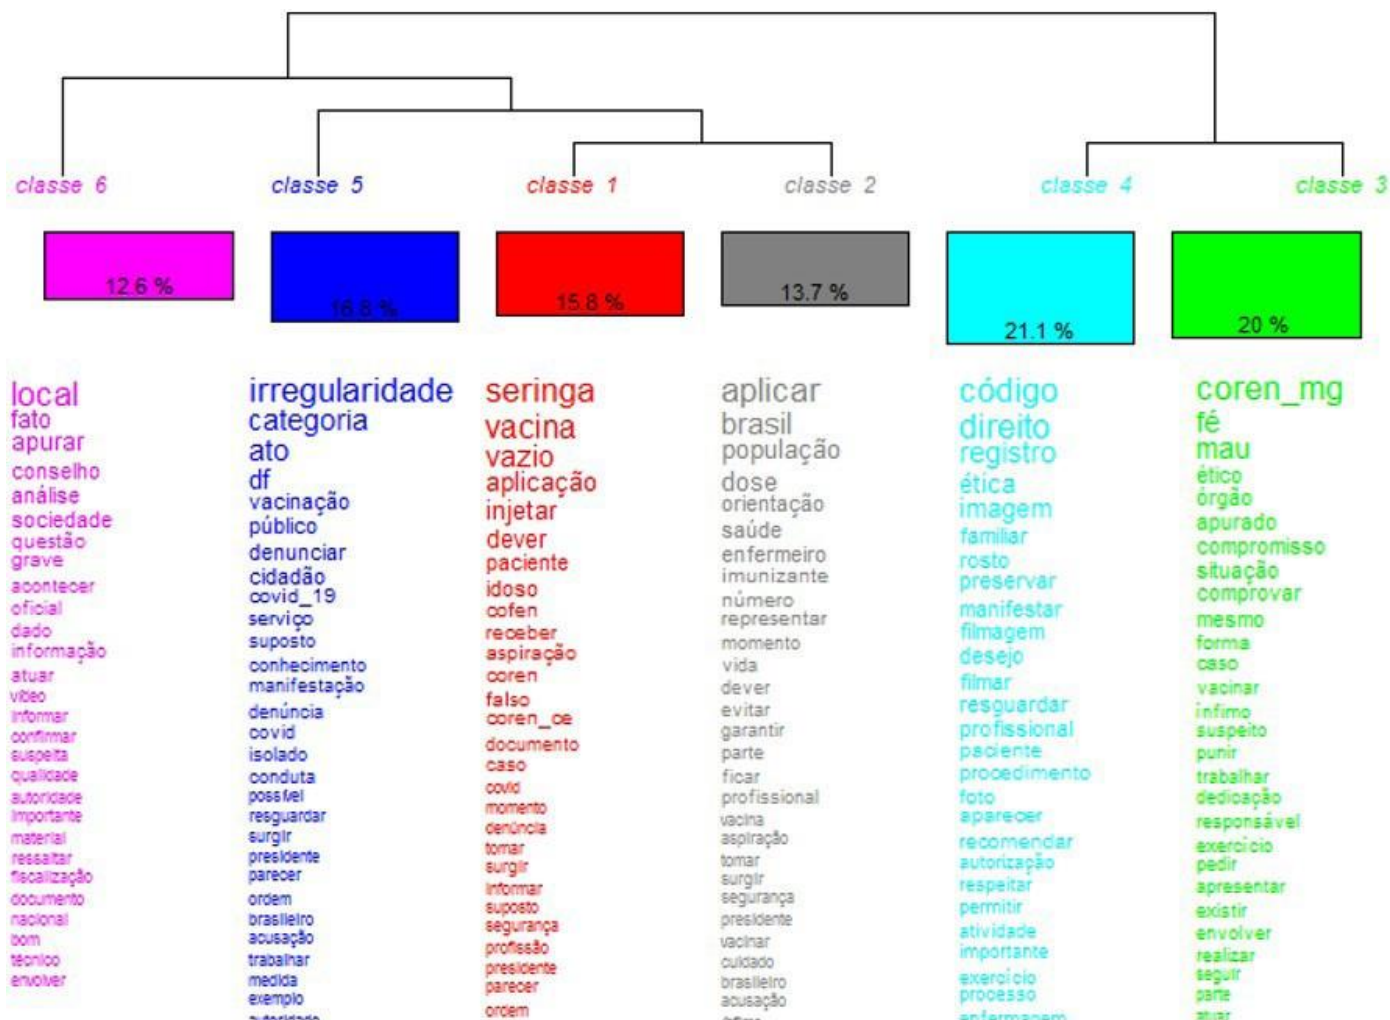 classe 6
classe 5
classe 1
classe 2
classe 4
classe 3
12.6 %
16.8 %
15.8 %
13.7 %
21.1 %
20 %
local
fato
apurar
conselho
análise
sociedade
questão
grave
acontecer
oficial
dado
informação
atuar
vídeo
informar
confirmar
suspeita
qualidade
autoridade
importante
material
ressaltar
fiscalização
documento
nacional
bom
técnico
envolver
irregularidade
categoria
ato
df
vacinação
público
denunciar
cidadão
covid_19
serviço
suposto
conhecimento
manifestação
denúncia
covid
isolado
conduta
possível
resguardar
surgir
presidente
parecer
ordem
brasileiro
acusação
trabalhar
medida
exemplo
autoridade
seringa
vacina
vazio
aplicação
injetar
dever
paciente
idoso
cofen
receber
aspiração
coren
falso
coren_ce
documento
caso
covid
momento
denúncia
tomar
surgir
informar
suposto
segurança
profissão
presidente
parecer
ordem
aplicar
brasil
população
dose
orientação
saúde
enfermeiro
imunizante
número
representar
momento
vida
dever
evitar
garantir
parte
ficar
profissional
vacina
aspiração
tomar
surgir
segurança
presidente
vacinar
cuidado
brasileiro
acusação
código
direito
registro
ética
imagem
familiar
rosto
preservar
manifestar
filmagem
desejo
filmar
resguardar
profissional
paciente
procedimento
foto
aparecer
recomendar
autorização
respeitar
permitir
atividade
importante
exercício
processo
enfermagem
coren_mg
fé
mau
ético
órgão
apurado
compromisso
situação
comprovar
mesmo
forma
caso
vacinar
ínfimo
suspeito
punir
trabalhar
dedicação
responsável
exercício
pedir
apresentar
existir
envolver
realizar
seguir
parte
atuar